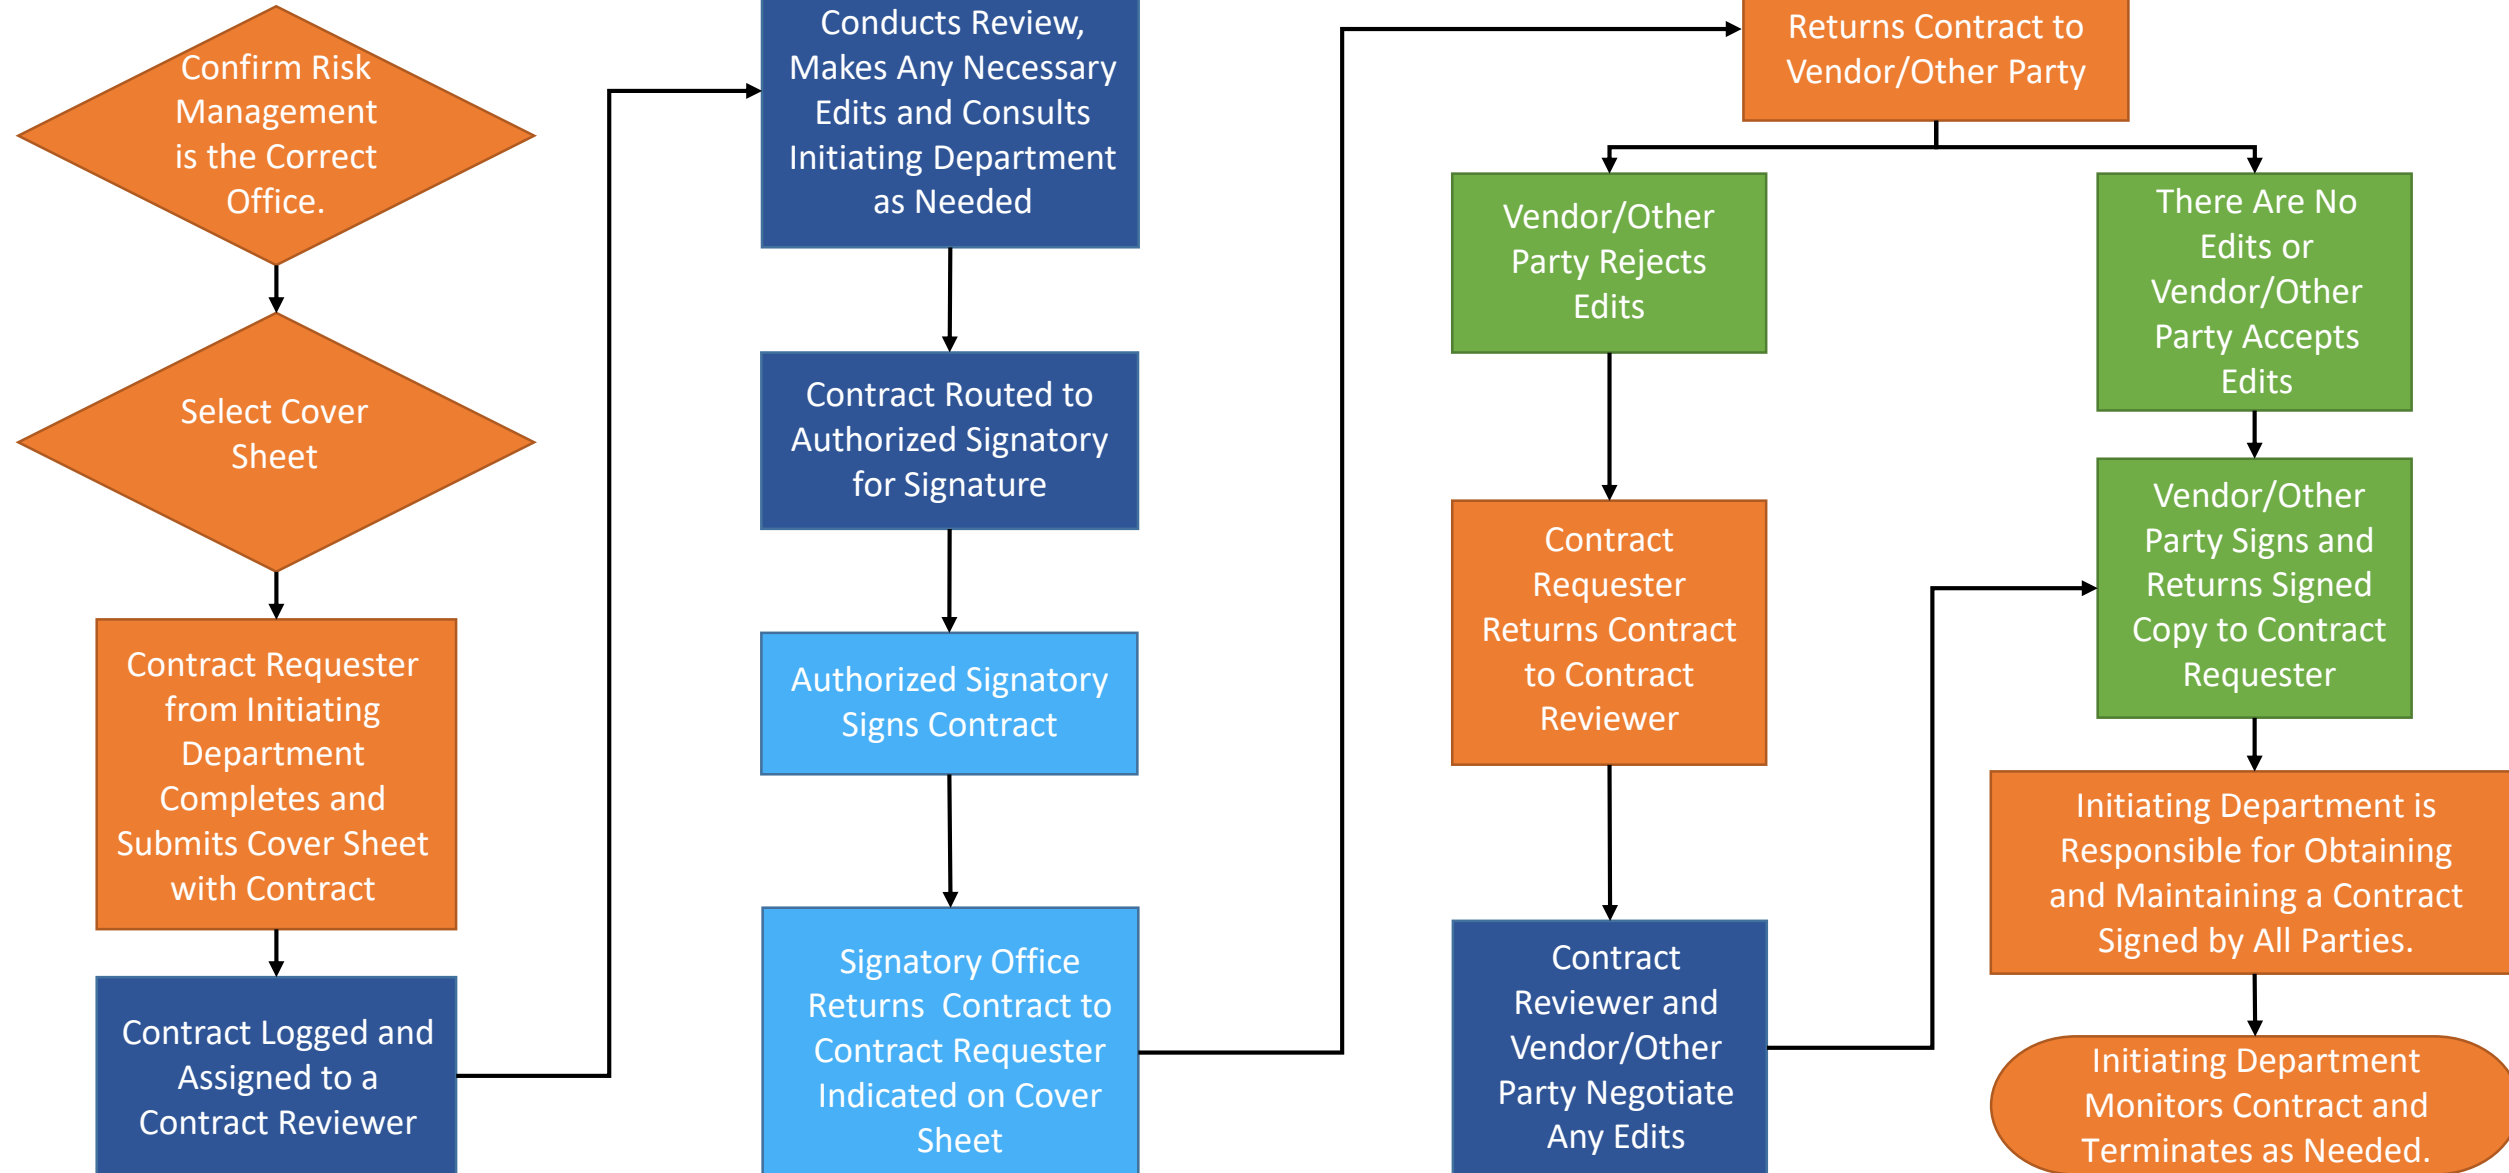 Confirm Risk
Management
is the Correct
Office.
Select Cover
Sheet
Contract Requester
from Initiating
Department
Completes and
Submits Cover Sheet
with Contract
Contract Logged and
Assigned to a
Contract Reviewer
Conducts Review,
Makes Any Necessary
Edits and Consults
Initiating Department
as Needed
Contract Routed to
Authorized Signatory
for Signature
Authorized Signatory
Signs Contract
Signatory Office
Returns  Contract to
Contract Requester
Indicated on Cover
Sheet
Returns Contract to
Vendor/Other Party
Vendor/Other
Party Rejects
Edits
Contract
Requester
Returns Contract
to Contract
Reviewer
Contract
Reviewer and
Vendor/Other
Party Negotiate
Any Edits
There Are No
Edits or
Vendor/Other
Party Accepts
Edits
Vendor/Other
Party Signs and
Returns Signed
Copy to Contract
Requester
Initiating Department is
Responsible for Obtaining
and Maintaining a Contract
Signed by All Parties.
Initiating Department
Monitors Contract and
Terminates as Needed.